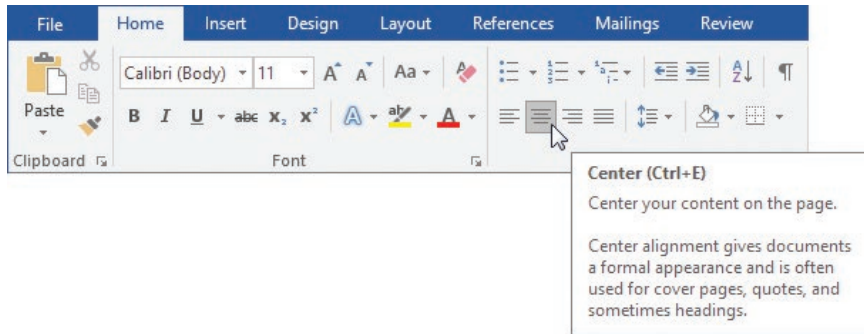 File Home Insert Design Layout References Mailings Review
Calibri (Body) 11 A A Aa
Paste B I U abc X₂ X² A aby A
Clipboard Font
Center (Ctrl+E)
Center your content on the page.
Center alignment gives documents
a formal appearance and is often
used for cover pages, quotes, and
sometimes headings.